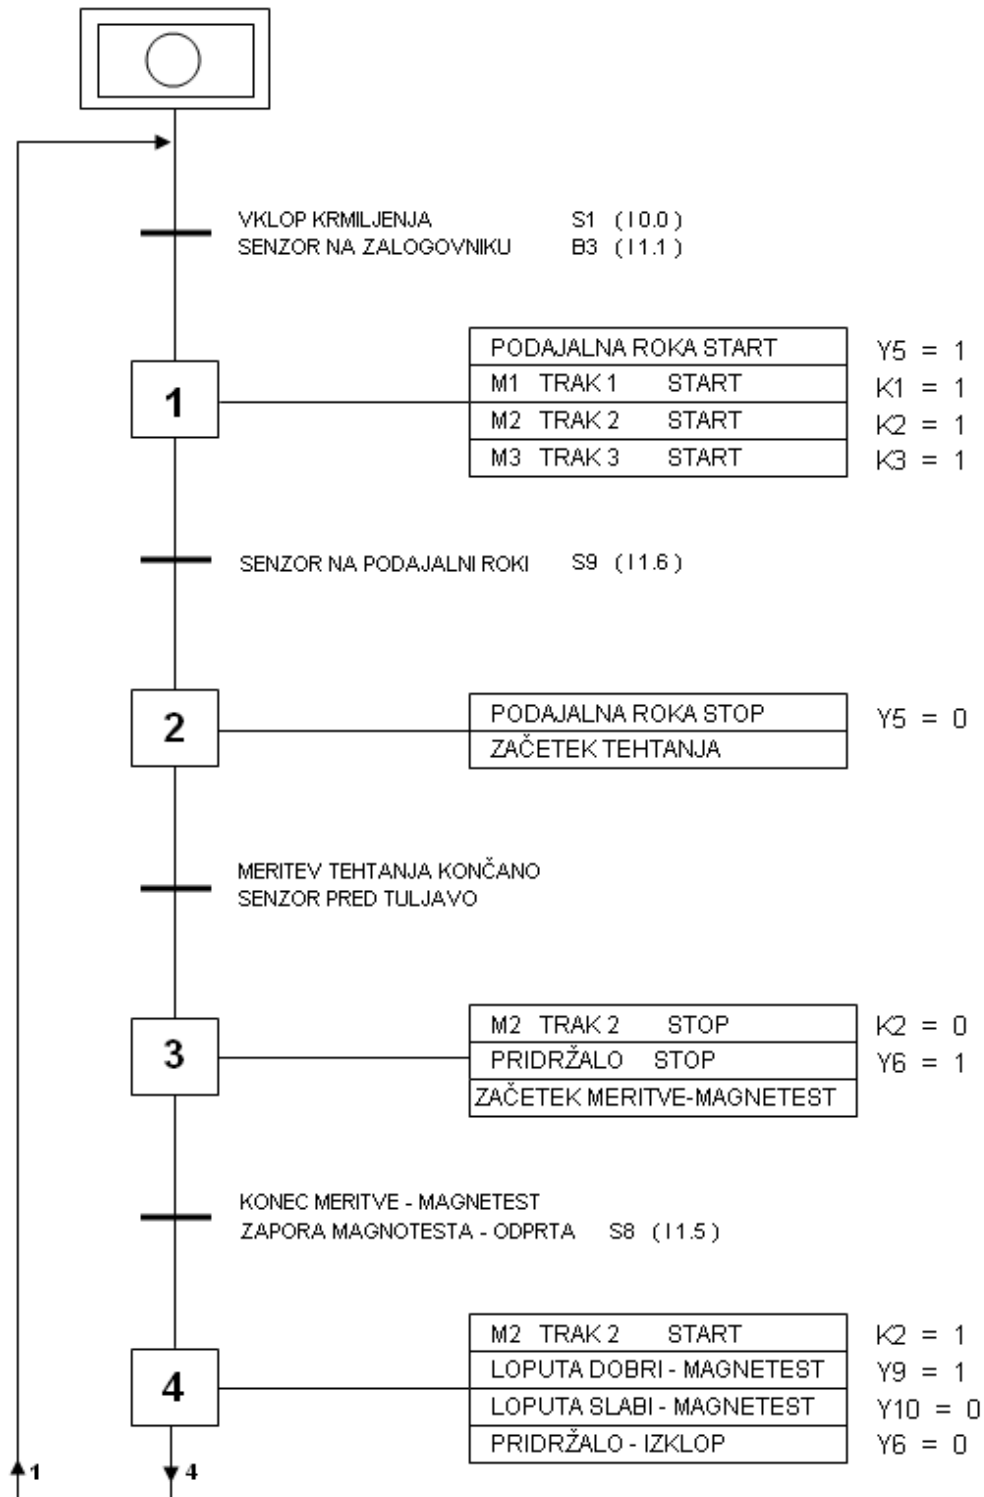 VKLOP KRMILJENJA S1 ( I 0.0 )
SENZOR NA ZALOGOVNIKU B3 ( I 1.1 )
1
PODAJALNA ROKA START Y5 = 1
M1 TRAK 1 START K1 = 1
M2 TRAK 2 START K2 = 1
M3 TRAK 3 START K3 = 1
SENZOR NA PODAJALNI ROKI S9 ( I 1.6 )
2
PODAJALNA ROKA STOP Y5 = 0
ZAČETEK TEHTANJA
MERITEV TEHTANJA KONČANO
SENZOR PRED TULJAVO
3
M2 TRAK 2 STOP K2 = 0
PRIDRŽALO STOP Y6 = 1
ZAČETEK MERITVE-MAGNETEST
KONEC MERITVE - MAGNETEST
ZAPORA MAGNOTESTA - ODPRTA S8 ( I 1.5 )
4
M2 TRAK 2 START K2 = 1
LOPUTA DOBRI - MAGNETEST Y9 = 1
LOPUTA SLABI - MAGNETEST Y10 = 0
PRIDRŽALO - IZKLOP Y6 = 0
1 4